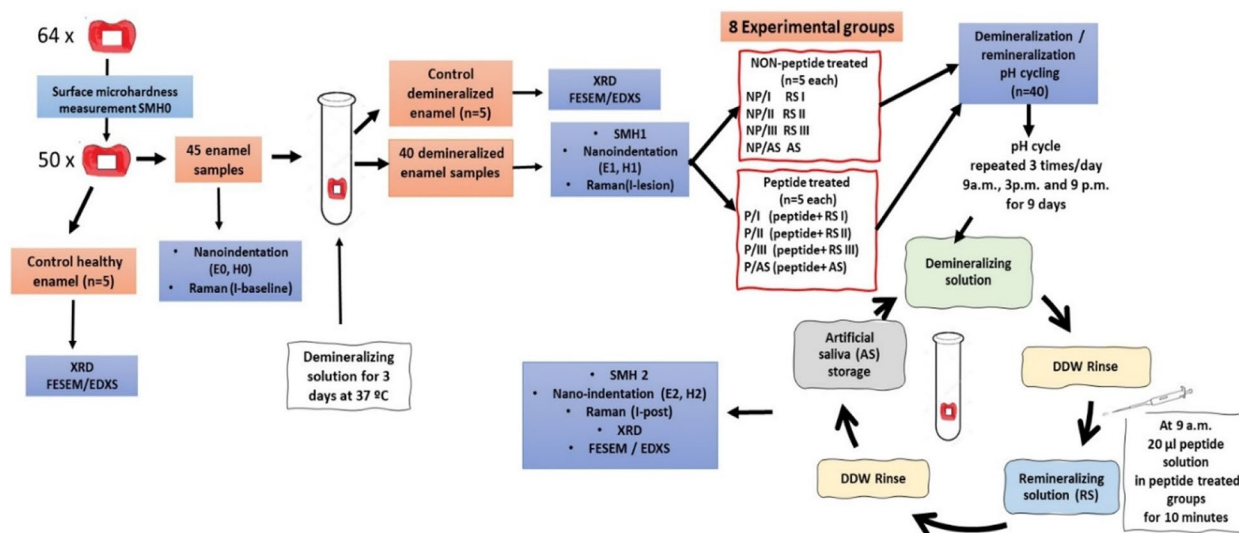 64 x
Surface microhardness
measurement SMH0
50 x
45 enamel
samples
Control healthy
enamel (n=5)
XRD
FESEM/EDXS
• Nanoindentation
(E0, H0)
• Raman (I-baseline)
Demineralizing
solution for 3
days at 37 ºC
Control
demineralized
enamel (n=5)
XRD
FESEM/EDXS
40 demineralized
enamel samples
• SMH1
• Nanoindentation
(E1, H1)
• Raman(I-lesion)
8 Experimental groups
NON-peptide treated
(n=5 each)
NP/I RS I
NP/II RS II
NP/III RS III
NP/AS AS
Peptide treated
(n=5 each)
P/I (peptide+ RS I)
P/II (peptide+ RS II)
P/III (peptide+ RS III)
P/AS (peptide+ AS)
Demineralization /
remineralization
pH cycling
(n=40)
pH cycle
repeated 3 times/day
9a.m., 3p.m. and 9 p.m.
for 9 days
Demineralizing
solution
DDW Rinse
At 9 a.m.
20 µl peptide
solution
in peptide treated
groups
for 10 minutes
Remineralizing
solution (RS)
DDW Rinse
Artificial
saliva (AS)
storage
• SMH 2
• Nano-indentation (E2, H2)
• Raman (I-post)
• XRD
• FESEM / EDXS